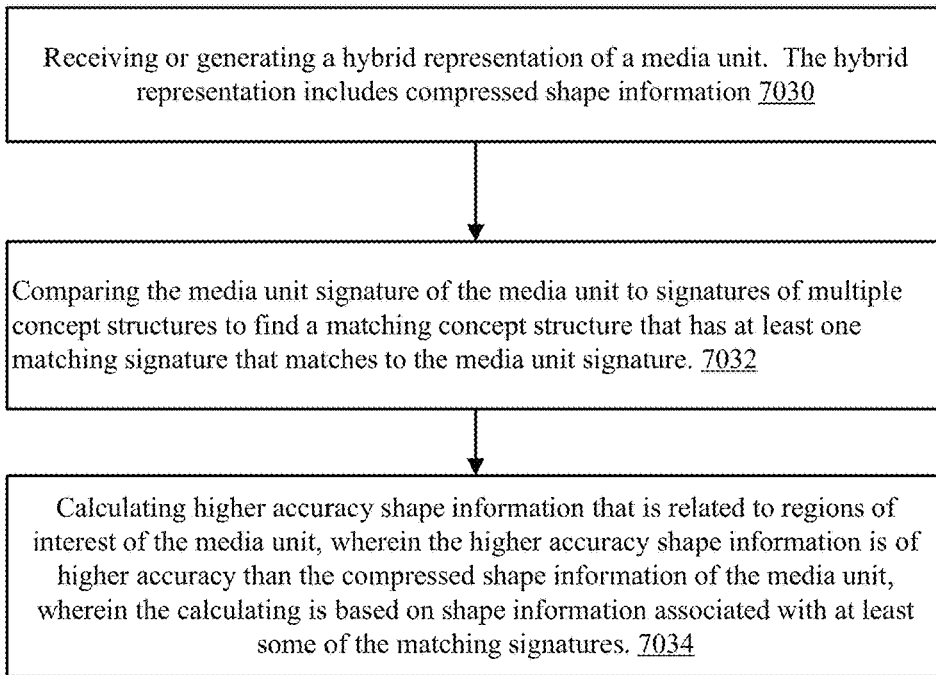 Receiving or generating a hybrid representation of a media unit. The hybrid
representation includes compressed shape information 7030
Comparing the media unit signature of the media unit to signatures of multiple
concept structures to find a matching concept structure that has at least one
matching signature that matches to the media unit signature. 7032
Calculating higher accuracy shape information that is related to regions of
interest of the media unit, wherein the higher accuracy shape information is of
higher accuracy than the compressed shape information of the media unit,
wherein the calculating is based on shape information associated with at least
some of the matching signatures. 7034